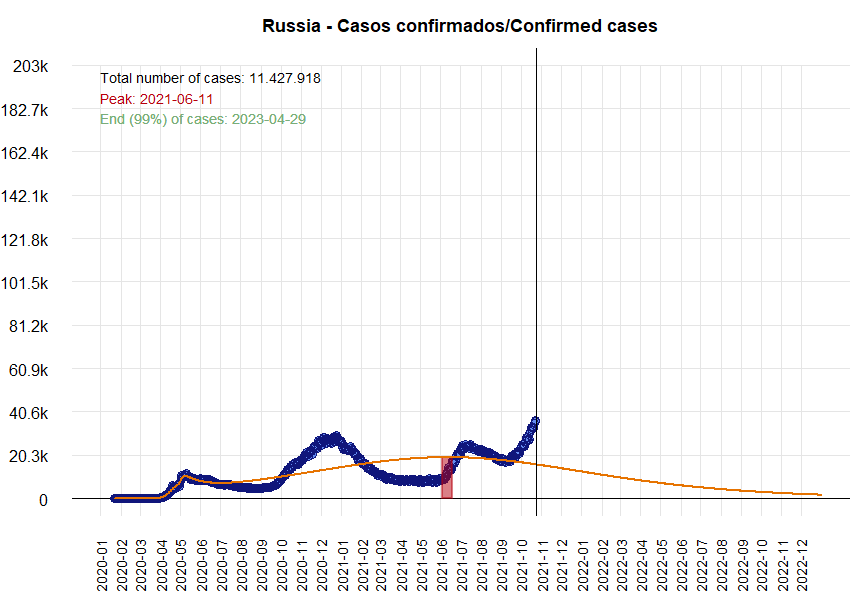 Russia - Casos confirmados/Confirmed cases
203k
182.7k
162.4k
142.1k
121.8k
101.5k
81.2k
60.9k
40.6k
20.3k
0
Total number of cases: 11.427.918
Peak: 2021-06-11
End (99%) of cases: 2023-04-29
2020-01
2020-02
2020-03
2020-04
2020-05
2020-06
2020-07
2020-08
2020-09
2020-10
2020-11
2020-12
2021-01
2021-02
2021-03
2021-04
2021-05
2021-06
2021-07
2021-08
2021-09
2021-10
2021-11
2021-12
2022-01
2022-02
2022-03
2022-04
2022-05
2022-06
2022-07
2022-08
2022-09
2022-10
2022-11
2022-12